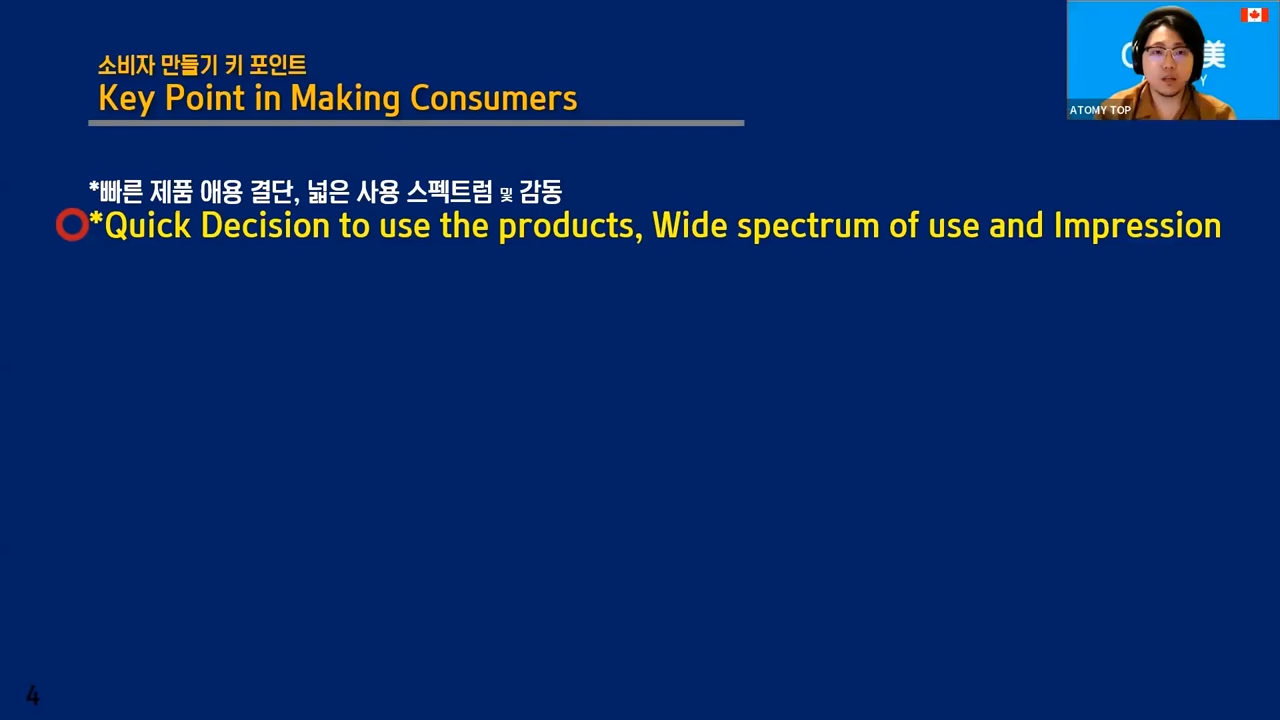 소비자 만들기 키 포인트
Key Point in Making Consumers
*빠른 제품 애용 결단, 넓은 사용 스펙트럼 및 감동
*Quick Decision to use the products, Wide spectrum of use and Impression
美
ATOMY TOP
4